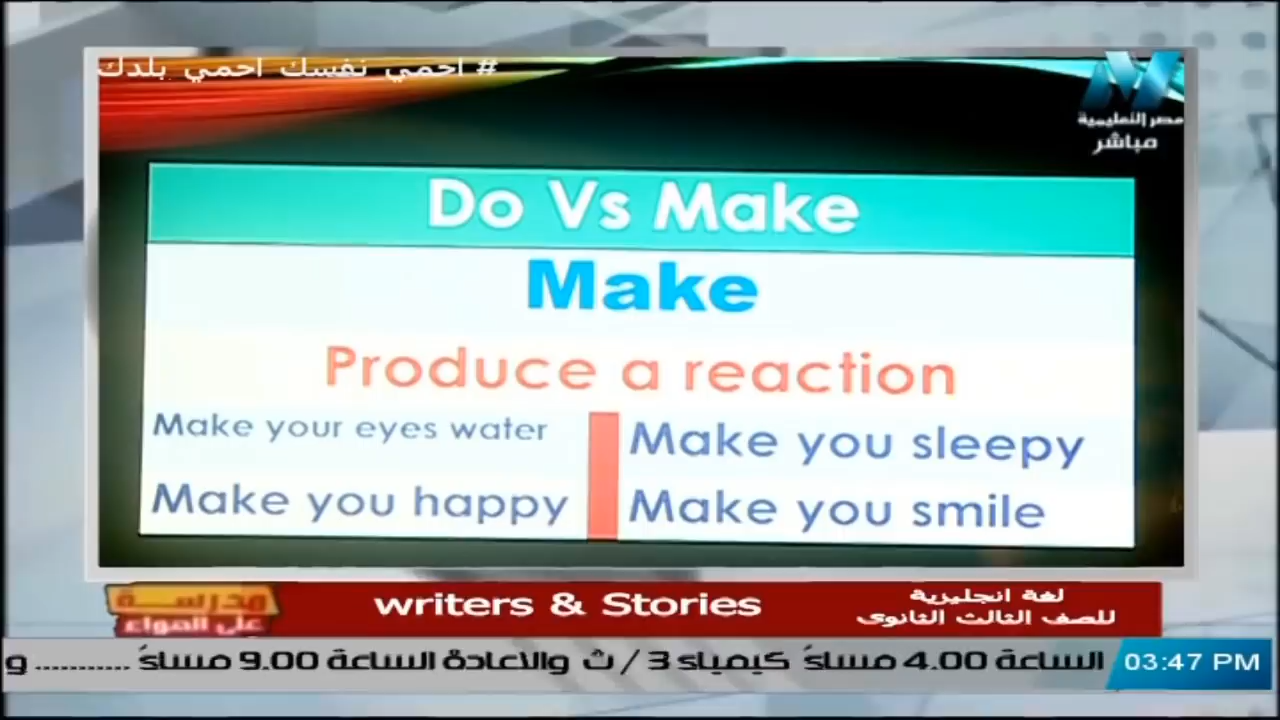 # احمي نفسك احمي بلدك
مصر التعليمية
مباشر
Do Vs Make
Make
Produce a reaction
Make your eyes water
Make you sleepy
Make you happy
Make you smile
مدرسة
على الهواء
writers & Stories
لغة انجليزية
للصف الثالث الثانوى
الساعة 4.00 مساءً كيمياء 3 / ث والاعادة الساعة 9.00 مساءً ........... و
03:47 PM